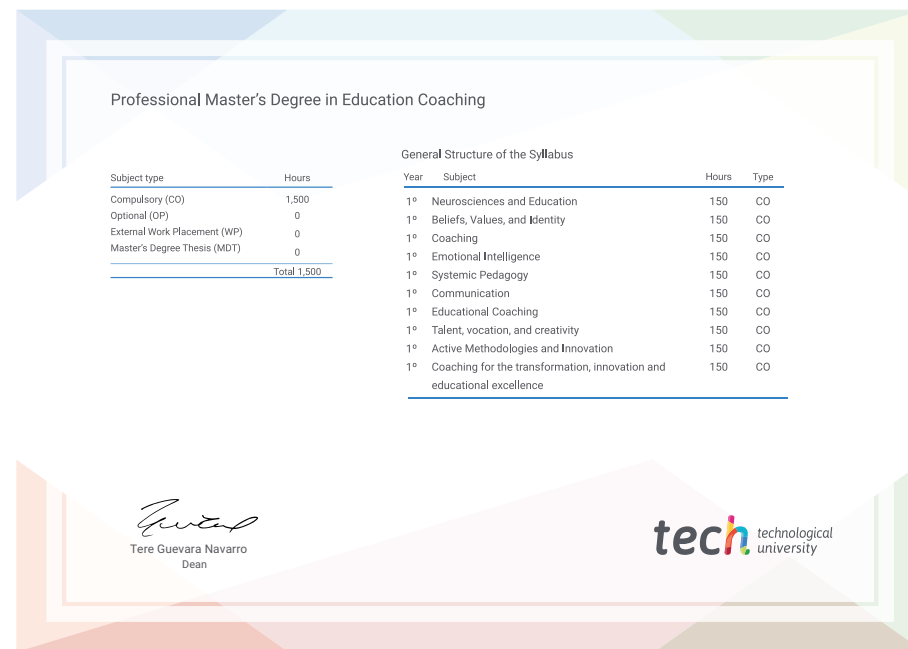 Professional Master's Degree in Education Coaching
General Structure of the Syllabus
Subject type Hours
Compulsory (CO) 1,500
Optional (OP) 0
External Work Placement (WP) 0
Master's Degree Thesis (MDT) 0
Total 1,500
Year Subject Hours Type
1º Neurosciences and Education 150 CO
1º Beliefs, Values, and Identity 150 CO
1º Coaching 150 CO
1º Emotional Intelligence 150 CO
1º Systemic Pedagogy 150 CO
1º Communication 150 CO
1º Educational Coaching 150 CO
1º Talent, vocation, and creativity 150 CO
1º Active Methodologies and Innovation 150 CO
1º Coaching for the transformation, innovation and 150 CO
educational excellence
Tere Guevara Navarro
Dean
tech technological
university